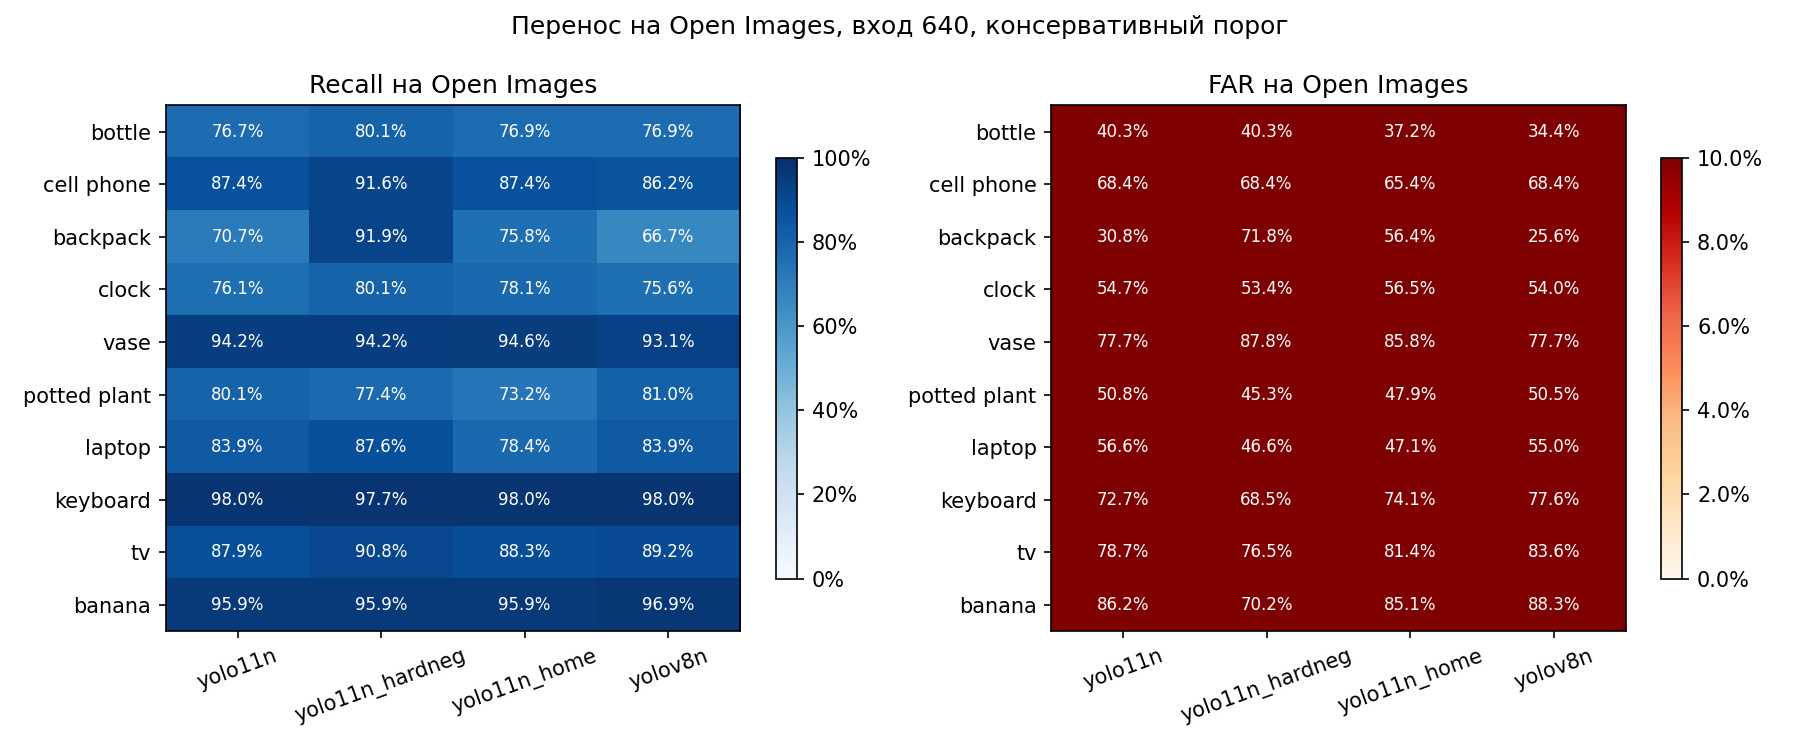 Перенос на Open Images, вход 640, консервативный порог
Recall на Open Images
bottle 76.7% 80.1% 76.9% 76.9%
cell phone 87.4% 91.6% 87.4% 86.2%
backpack 70.7% 91.9% 75.8% 66.7%
clock 76.1% 80.1% 78.1% 75.6%
vase 94.2% 94.2% 94.6% 93.1%
potted plant 80.1% 77.4% 73.2% 81.0%
laptop 83.9% 87.6% 78.4% 83.9%
keyboard 98.0% 97.7% 98.0% 98.0%
tv 87.9% 90.8% 88.3% 89.2%
banana 95.9% 95.9% 95.9% 96.9%
yolo11n yolo11n_hardneg yolo11n_home yolov8n
100%
80%
60%
40%
20%
0%
FAR на Open Images
bottle 40.3% 40.3% 37.2% 34.4%
cell phone 68.4% 68.4% 65.4% 68.4%
backpack 30.8% 71.8% 56.4% 25.6%
clock 54.7% 53.4% 56.5% 54.0%
vase 77.7% 87.8% 85.8% 77.7%
potted plant 50.8% 45.3% 47.9% 50.5%
laptop 56.6% 46.6% 47.1% 55.0%
keyboard 72.7% 68.5% 74.1% 77.6%
tv 78.7% 76.5% 81.4% 83.6%
banana 86.2% 70.2% 85.1% 88.3%
yolo11n yolo11n_hardneg yolo11n_home yolov8n
10.0%
8.0%
6.0%
4.0%
2.0%
0.0%